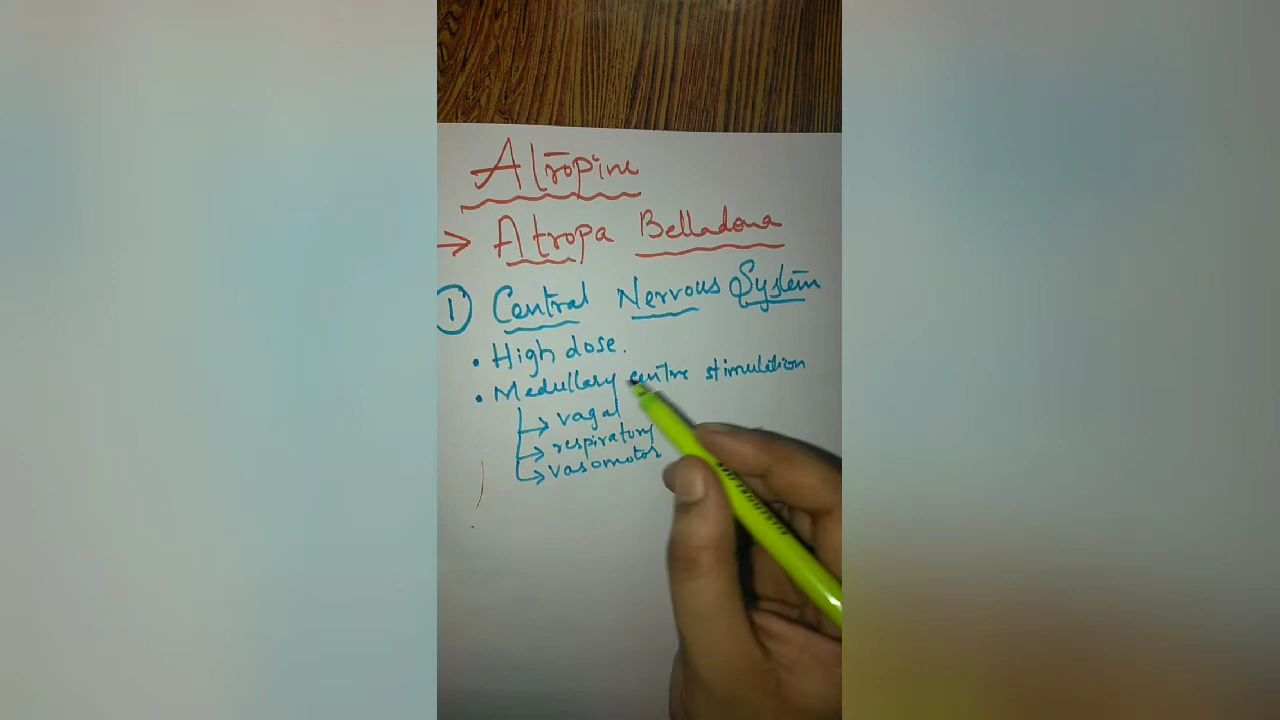 Atropine
→ Atropa Belladona
① Central Nervous System
• High dose.
• Medullary centre stimulation
→ vagal
→ respiratory
→ vasomotor